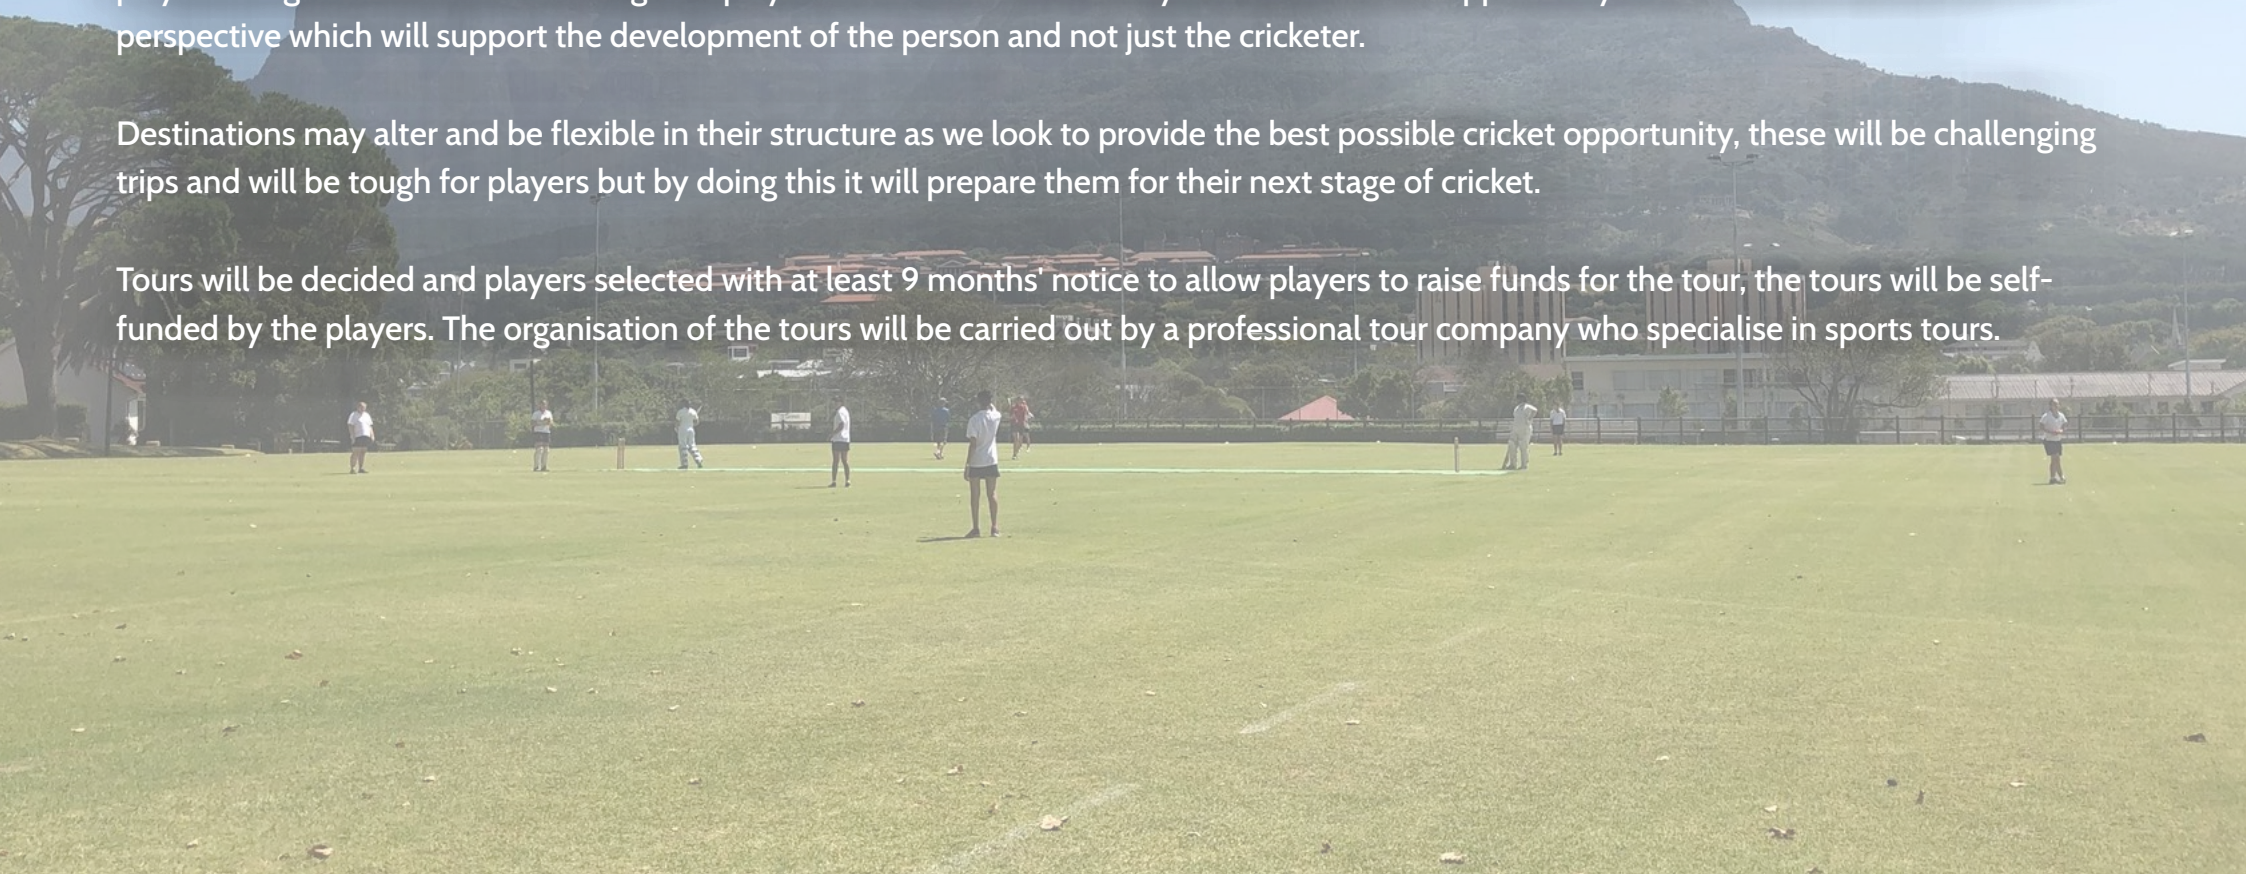 perspective which will support the development of the person and not just the cricketer.
Destinations may alter and be flexible in their structure as we look to provide the best possible cricket opportunity, these will be challenging
trips and will be tough for players but by doing this it will prepare them for their next stage of cricket.
Tours will be decided and players selected with at least 9 months' notice to allow players to raise funds for the tour, the tours will be self-
funded by the players. The organisation of the tours will be carried out by a professional tour company who specialise in sports tours.